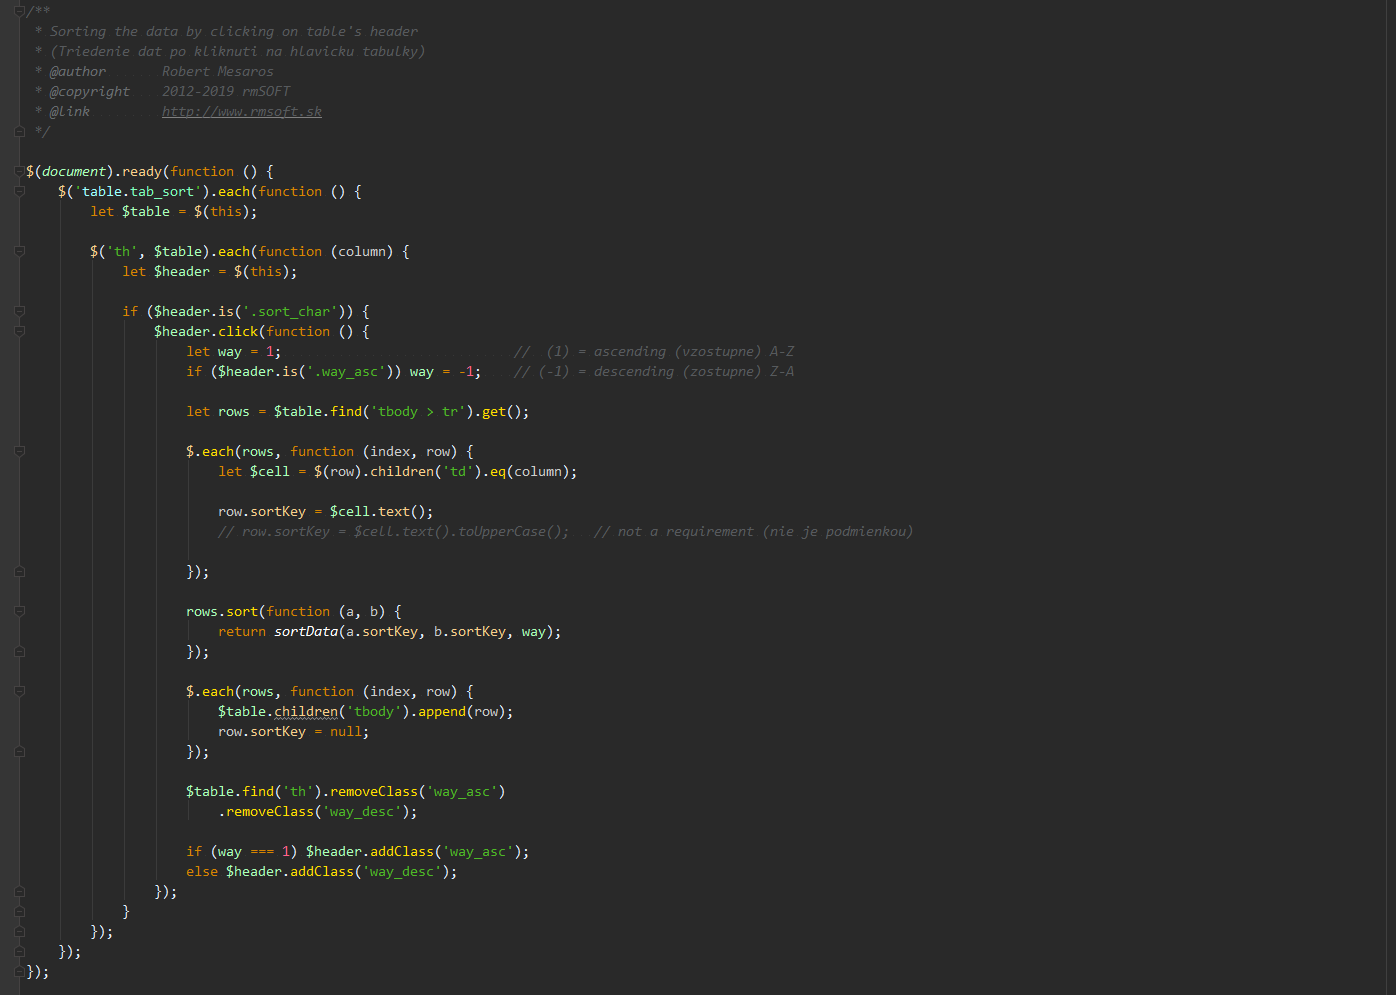 /**
 * Sorting the data by clicking on table's header
 * (Triedenie dat po kliknuti na hlavicku tabulky)
 * @author       Robert Mesaros
 * @copyright    2012-2019 rmSOFT
 * @link         http://www.rmsoft.sk
 */
$(document).ready(function () {
    $('table.tab_sort').each(function () {
        let $table = $(this);
        $('th', $table).each(function (column) {
            let $header = $(this);
            if ($header.is('.sort_char')) {
                $header.click(function () {
                    let way = 1;                             //  (1) = ascending (vzostupne) A-Z
                    if ($header.is('.way_asc')) way = -1;    // (-1) = descending (zostupne) Z-A
                    let rows = $table.find('tbody > tr').get();
                    $.each(rows, function (index, row) {
                        let $cell = $(row).children('td').eq(column);
                        row.sortKey = $cell.text();
                        // row.sortKey = $cell.text().toUpperCase();   // not a requirement (nie je podmienkou)
                    });
                    rows.sort(function (a, b) {
                        return sortData(a.sortKey, b.sortKey, way);
                    });
                    $.each(rows, function (index, row) {
                        $table.children('tbody').append(row);
                        row.sortKey = null;
                    });
                    $table.find('th').removeClass('way_asc')
                        .removeClass('way_desc');
                    if (way === 1) $header.addClass('way_asc');
                    else $header.addClass('way_desc');
                });
            }
        });
    });
});